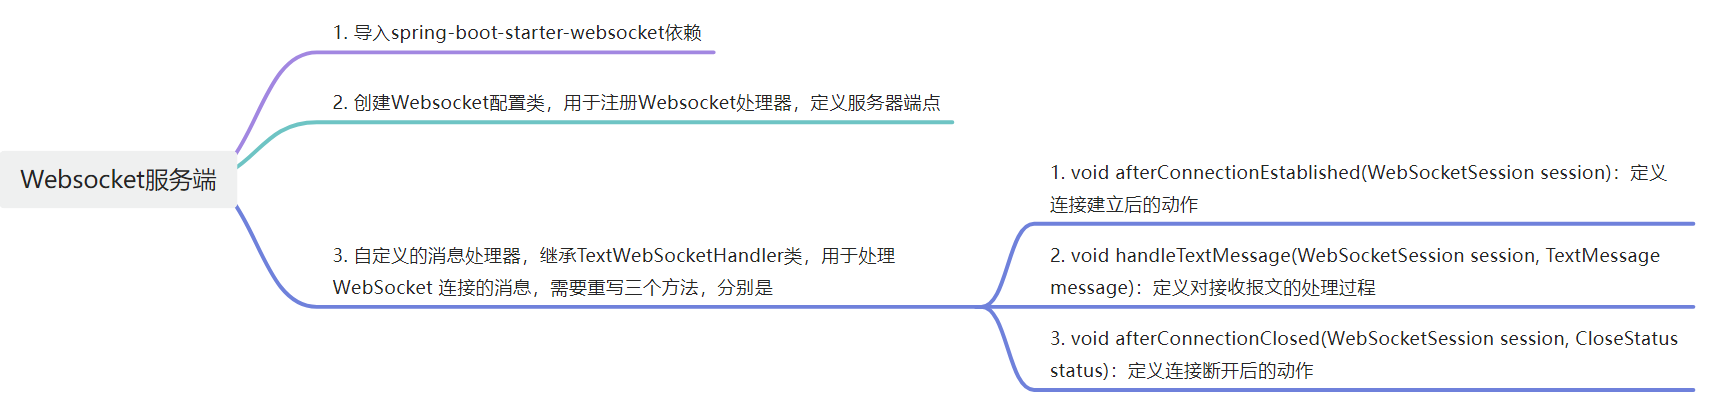 1. 导入spring-boot-starter-websocket依赖
2. 创建Websocket配置类，用于注册Websocket处理器，定义服务器端点
Websocket服务端
3. 自定义的消息处理器，继承TextWebSocketHandler类，用于处理
WebSocket 连接的消息，需要重写三个方法，分别是
1. void afterConnectionEstablished(WebSocketSession session)：定义
连接建立后的动作
2. void handleTextMessage(WebSocketSession session, TextMessage
message)：定义对接收报文的处理过程
3. void afterConnectionClosed(WebSocketSession session, CloseStatus
status)：定义连接断开后的动作